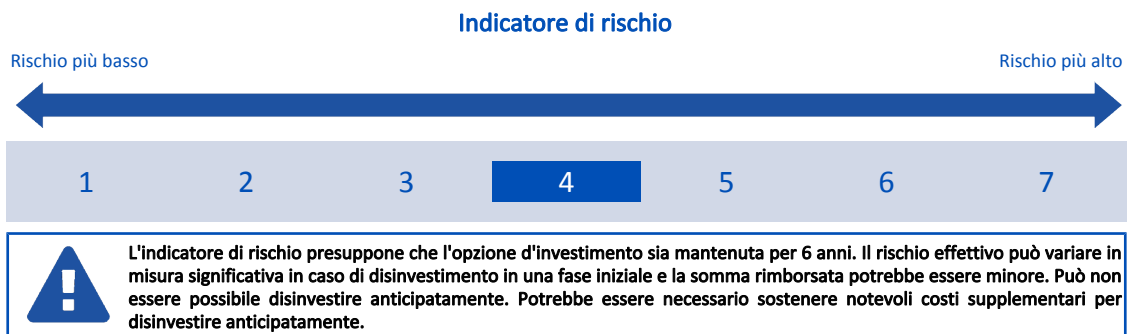 Indicatore di rischio
Rischio più basso Rischio più alto
1 2 3 4 5 6 7
L'indicatore di rischio presuppone che l'opzione d'investimento sia mantenuta per 6 anni. Il rischio effettivo può variare in
misura significativa in caso di disinvestimento in una fase iniziale e la somma rimborsata potrebbe essere minore. Può non
essere possibile disinvestire anticipatamente. Potrebbe essere necessario sostenere notevoli costi supplementari per
disinvestire anticipatamente.